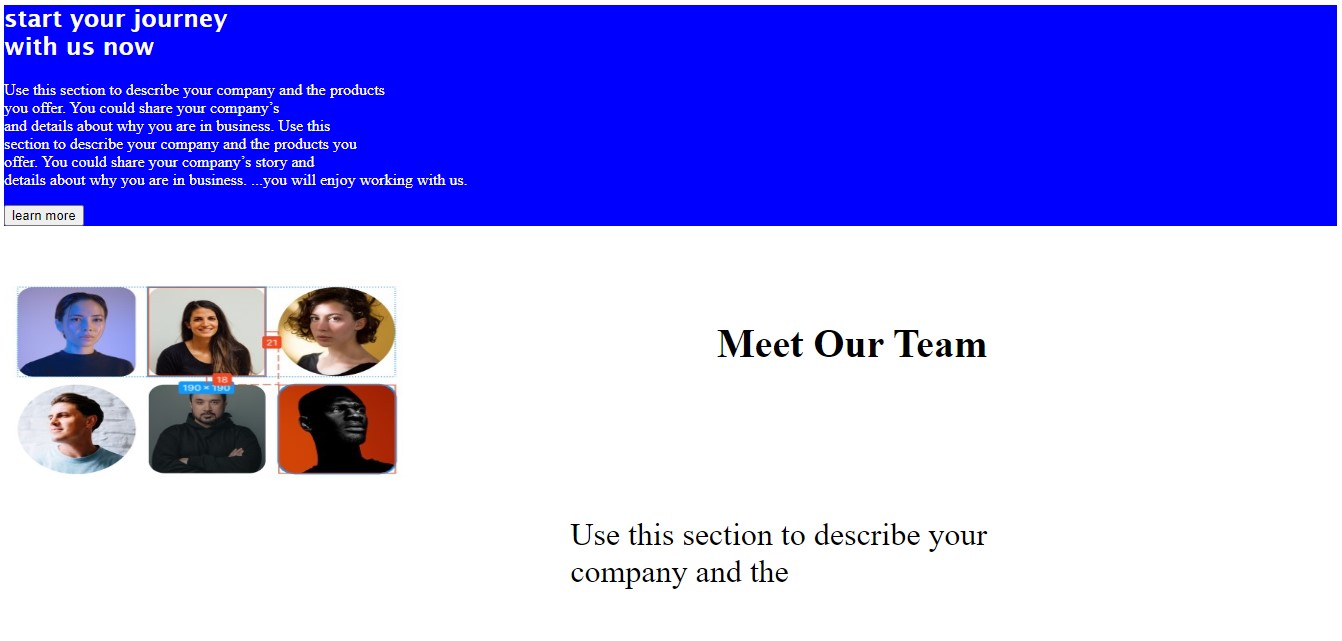 start your journey
with us now
Use this section to describe your company and the products
you offer. You could share your company’s
and details about why you are in business. Use this
section to describe your company and the products you
offer. You could share your company’s story and
details about why you are in business. ...you will enjoy working with us.
learn more
21
18
190 × 190
Meet Our Team
Use this section to describe your
company and the